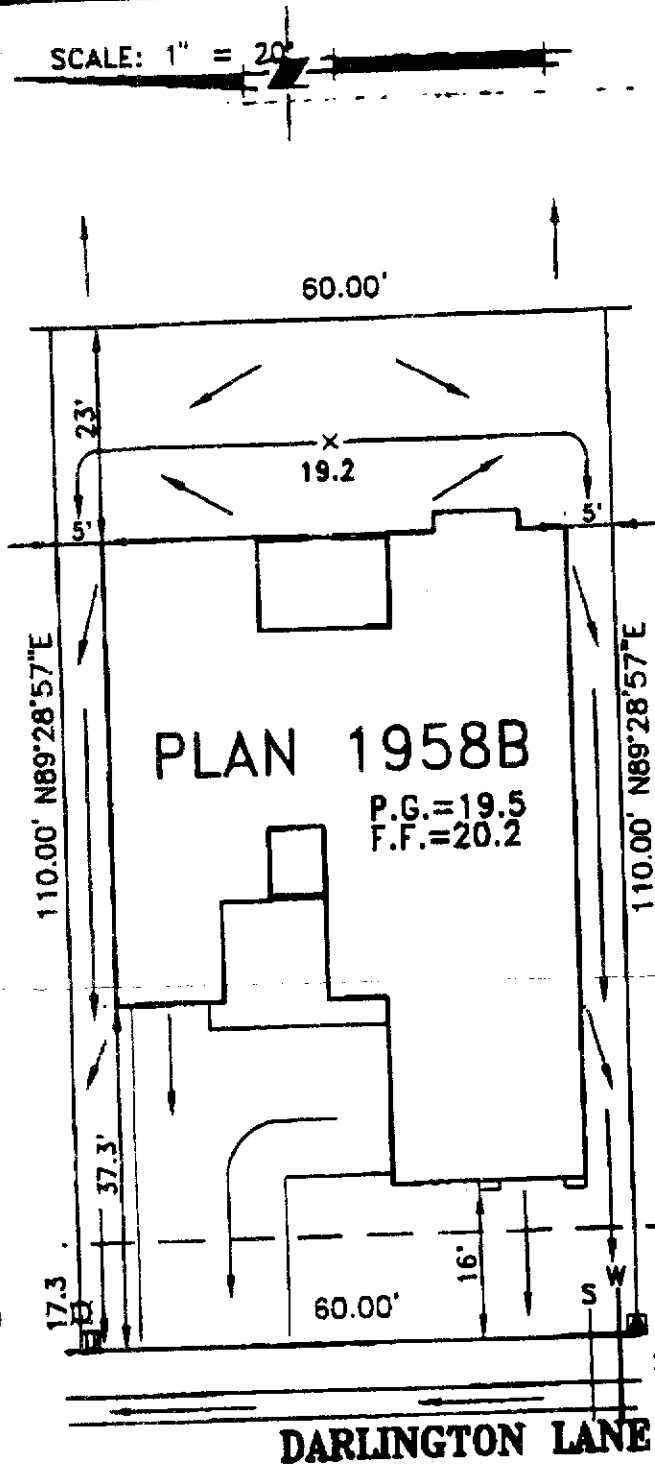 SCALE: 1" = 20'
60.00'
23'
19.2
5'
5'
110.00' N89°28'57"E
110.00' N89°28'57"E
PLAN 1958B
P.G.=19.5
F.F.=20.2
37.3'
16'
17.3
60.00'
S
W
DARLINGTON LANE